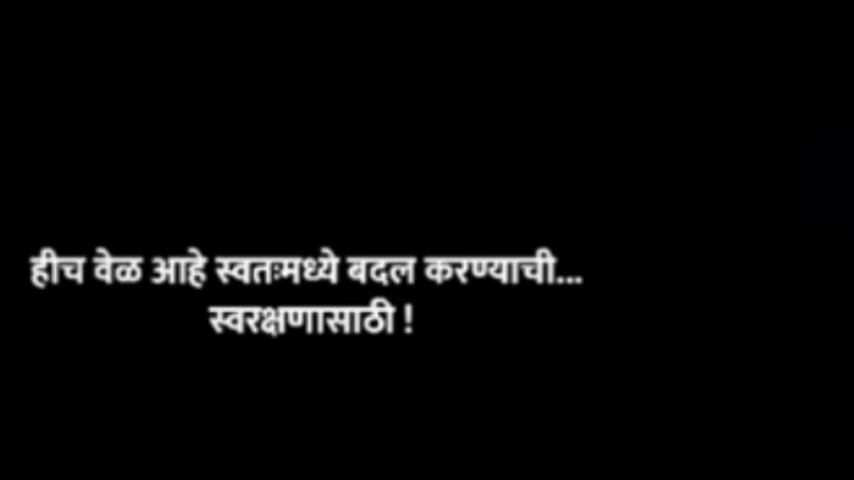 हीच वेळ आहे स्वतःमध्ये बदल करण्याची...
स्वरक्षणासाठी !